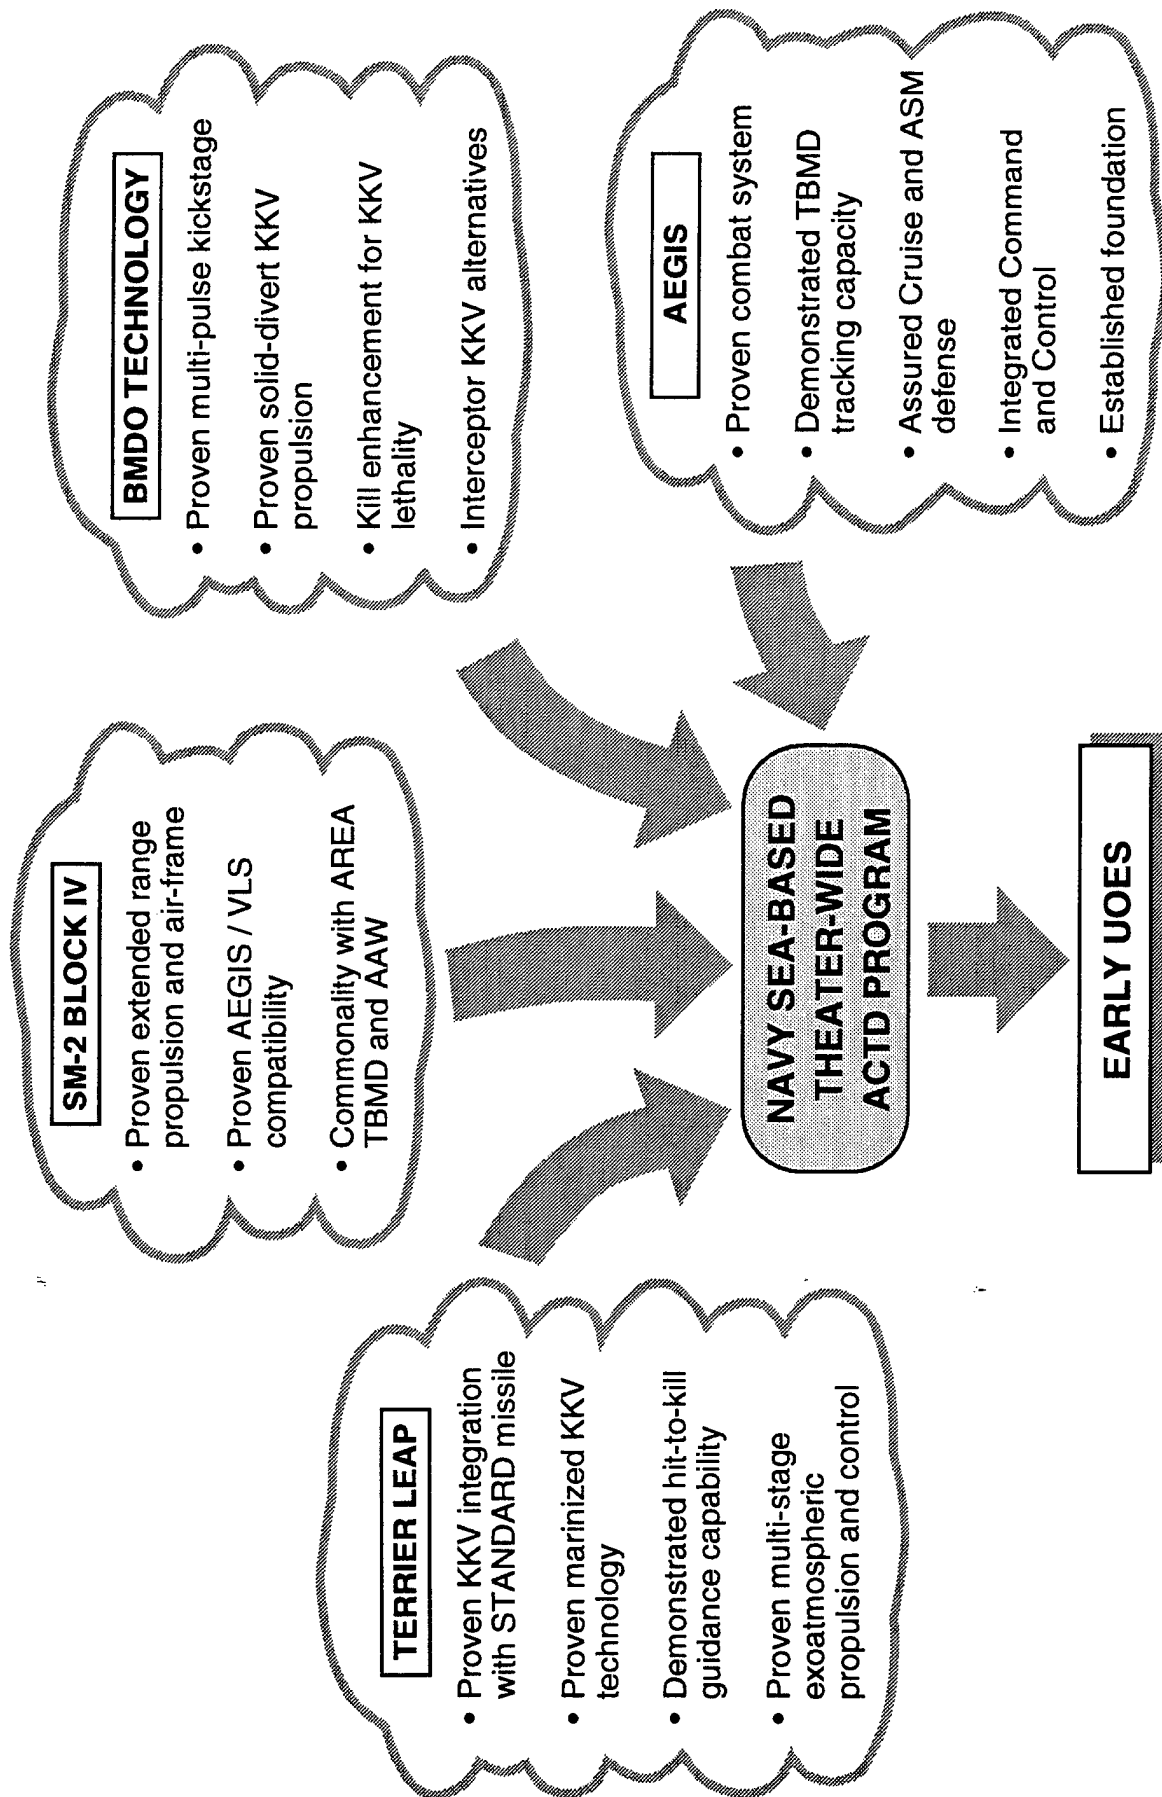 TERRIER LEAP
• Proven KKV integration
with STANDARD missile
• Proven marinized KKV
technology
• Demonstrated hit-to-kill
guidance capability
• Proven multi-stage
exoatmospheric
propulsion and control
SM-2 BLOCK IV
• Proven extended range
propulsion and air-frame
• Proven AEGIS / VLS
compatibility
• Commonality with AREA
TBMD and AAW
BMDO TECHNOLOGY
• Proven multi-pulse kickstage
• Proven solid-divert KKV
propulsion
• Kill enhancement for KKV
lethality
• Interceptor KKV alternatives
AEGIS
• Proven combat system
• Demonstrated TBMD
tracking capacity
• Assured Cruise and ASM
defense
• Integrated Command
and Control
• Established foundation
NAVY SEA-BASED
THEATER-WIDE
ACTD PROGRAM
EARLY UOES